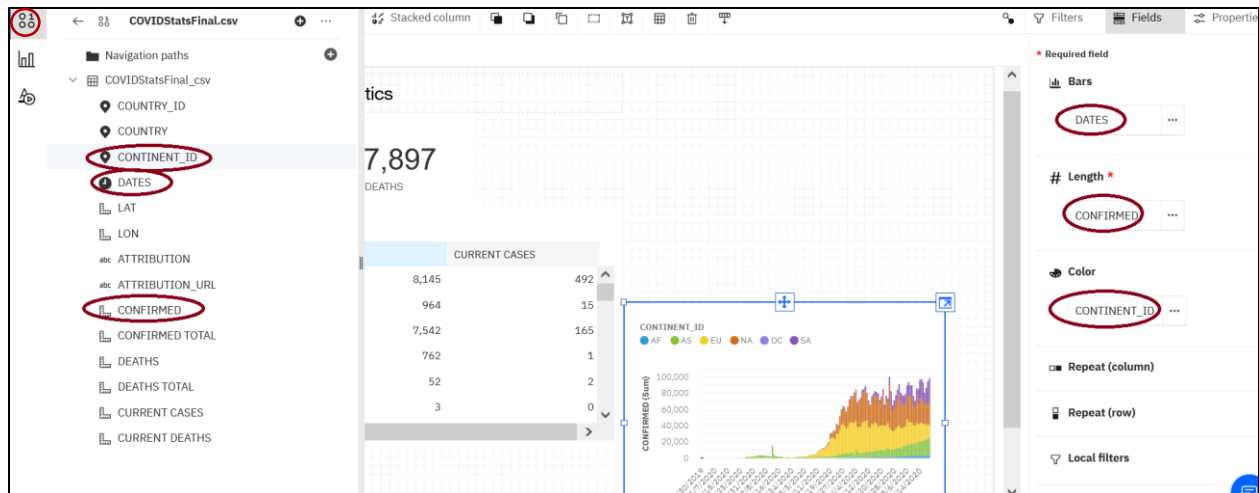 COVIDStatsFinal.csv
Navigation paths
COVIDStatsFinal_csv
COUNTRY_ID
COUNTRY
CONTINENT_ID
DATES
LAT
LON
abc ATTRIBUTION
abc ATTRIBUTION_URL
CONFIRMED
CONFIRMED TOTAL
DEATHS
DEATHS TOTAL
CURRENT CASES
CURRENT DEATHS
Stacked column
tics
7,897
DEATHS
CURRENT CASES
8,145 492
964 15
7,542 165
762 1
52 2
3 0
CONTINENT_ID
AF AS EU NA OC SA
CONFIRMED (Sum)
100,000
80,000
60,000
40,000
20,000
0
Filters Fields Propertie
* Required field
Bars
DATES
# Length *
CONFIRMED
Color
CONTINENT_ID
Repeat (column)
Repeat (row)
Local filters